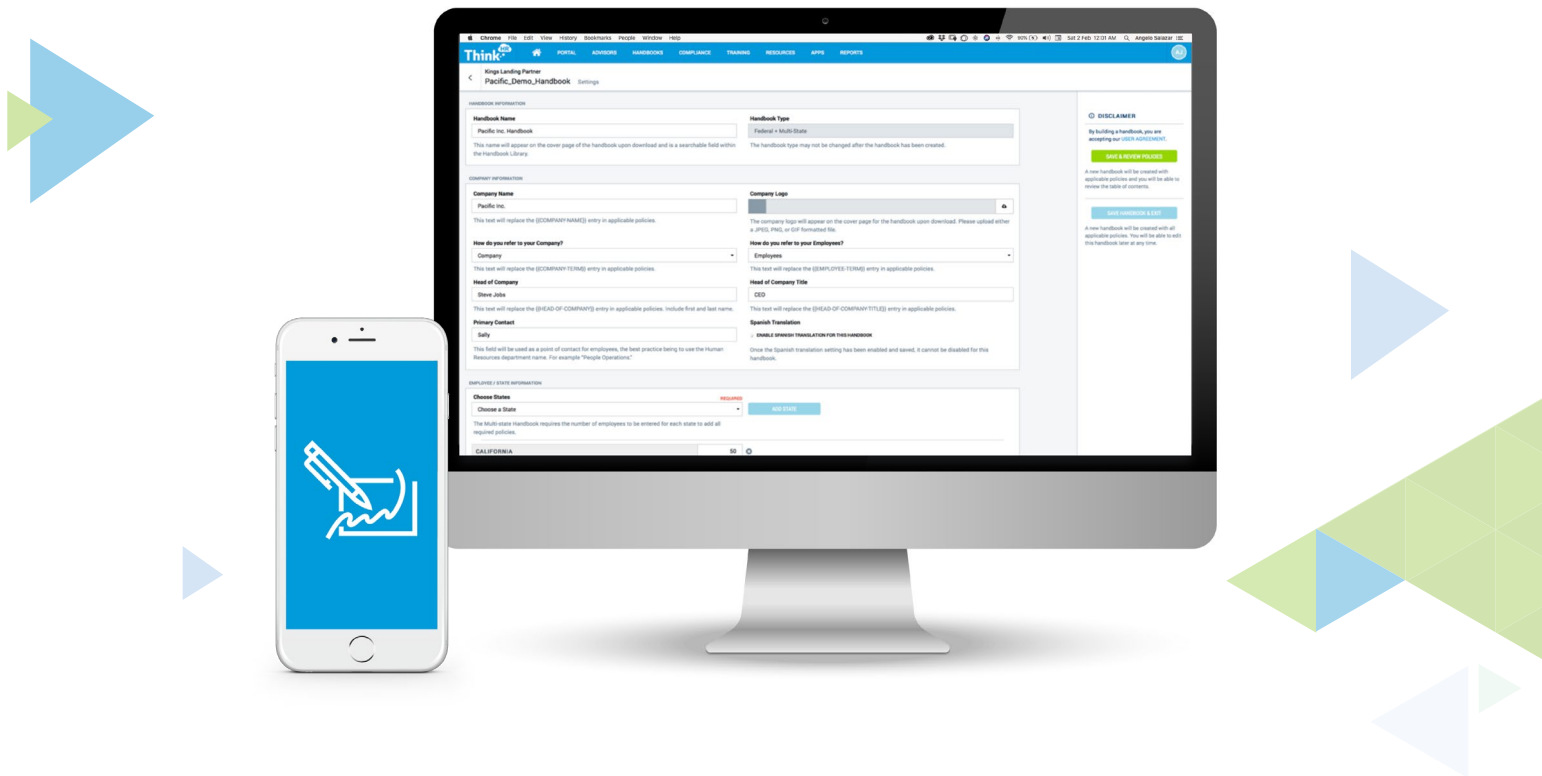 Chrome File Edit View History Bookmarks People Window Help 90% Sat 2 Feb 12:01 AM Angelo Salazar
Think HR PORTAL ADVISORS HANDBOOKS COMPLIANCE TRAINING RESOURCES APPS REPORTS AJ
Kings Landing Partner
Pacific_Demo_Handbook Settings
HANDBOOK INFORMATION
Handbook Name
Pacific Inc. Handbook
This name will appear on the cover page of the handbook upon download and is a searchable field within
the Handbook Library.
Handbook Type
Federal + Multi-State
The handbook type may not be changed after the handbook has been created.
COMPANY INFORMATION
Company Name
Pacific Inc.
This text will replace the {{COMPANY-NAME}} entry in applicable policies.
Company Logo
The company logo will appear on the cover page for the handbook upon download. Please upload either
a JPEG, PNG, or GIF formatted file.
How do you refer to your Company?
Company
This text will replace the {{COMPANY-TERM}} entry in applicable policies.
How do you refer to your Employees?
Employees
This text will replace the {{EMPLOYEE-TERM}} entry in applicable policies.
Head of Company
Steve Jobs
This text will replace the {{HEAD-OF-COMPANY}} entry in applicable policies. Include first and last name.
Head of Company Title
CEO
This text will replace the {{HEAD-OF-COMPANY-TITLE}} entry in applicable policies.
Primary Contact
Sally
This field will be used as a point of contact for employees, the best practice being to use the Human
Resources department name. For example "People Operations."
Spanish Translation
ENABLE SPANISH TRANSLATION FOR THIS HANDBOOK
Once the Spanish translation setting has been enabled and saved, it cannot be disabled for this
handbook.
EMPLOYEE / STATE INFORMATION
Choose States REQUIRED
Choose a State
ADD STATE
The Multi-state Handbook requires the number of employees to be entered for each state to add all
required policies.
CALIFORNIA 50
DISCLAIMER
By building a handbook, you are
accepting our USER AGREEMENT.
SAVE & REVIEW POLICIES
A new handbook will be created with
applicable policies and you will be able to
review the table of contents.
SAVE HANDBOOK & EXIT
A new handbook will be created with all
applicable policies. You will be able to edit
this handbook later at any time.